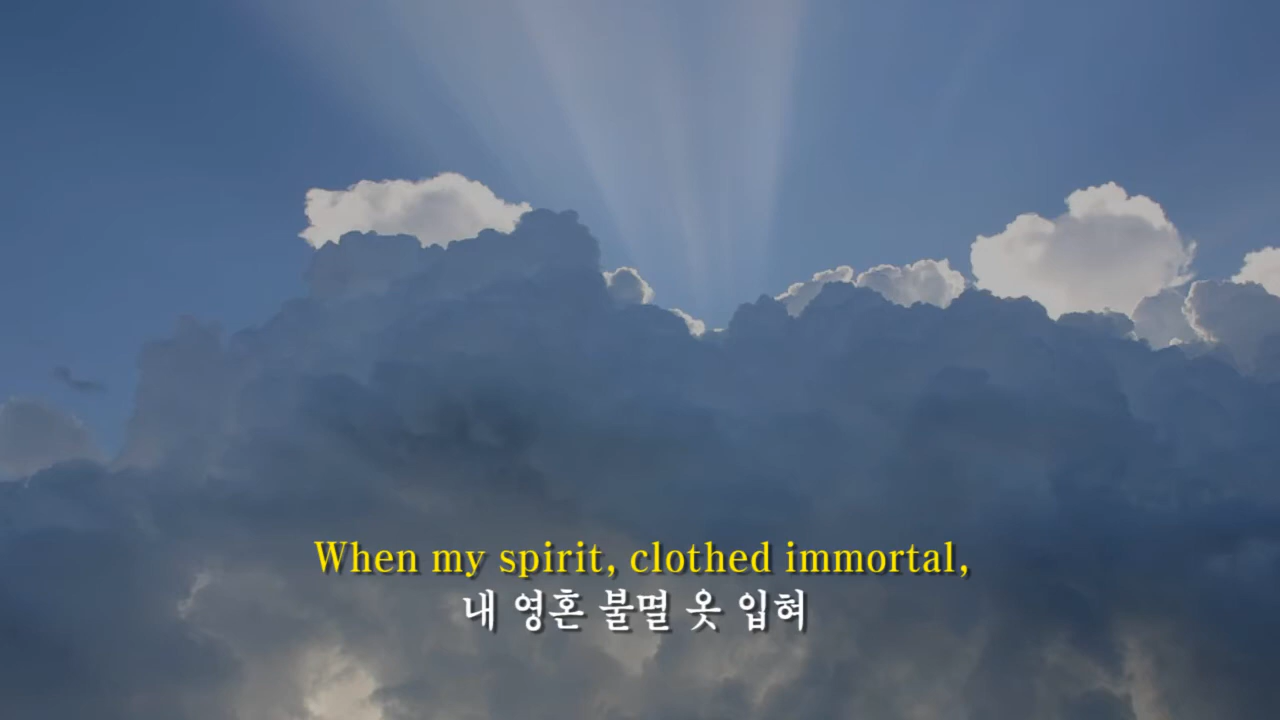 When my spirit, clothed immortal,
내 영혼 불멸 옷 입혀